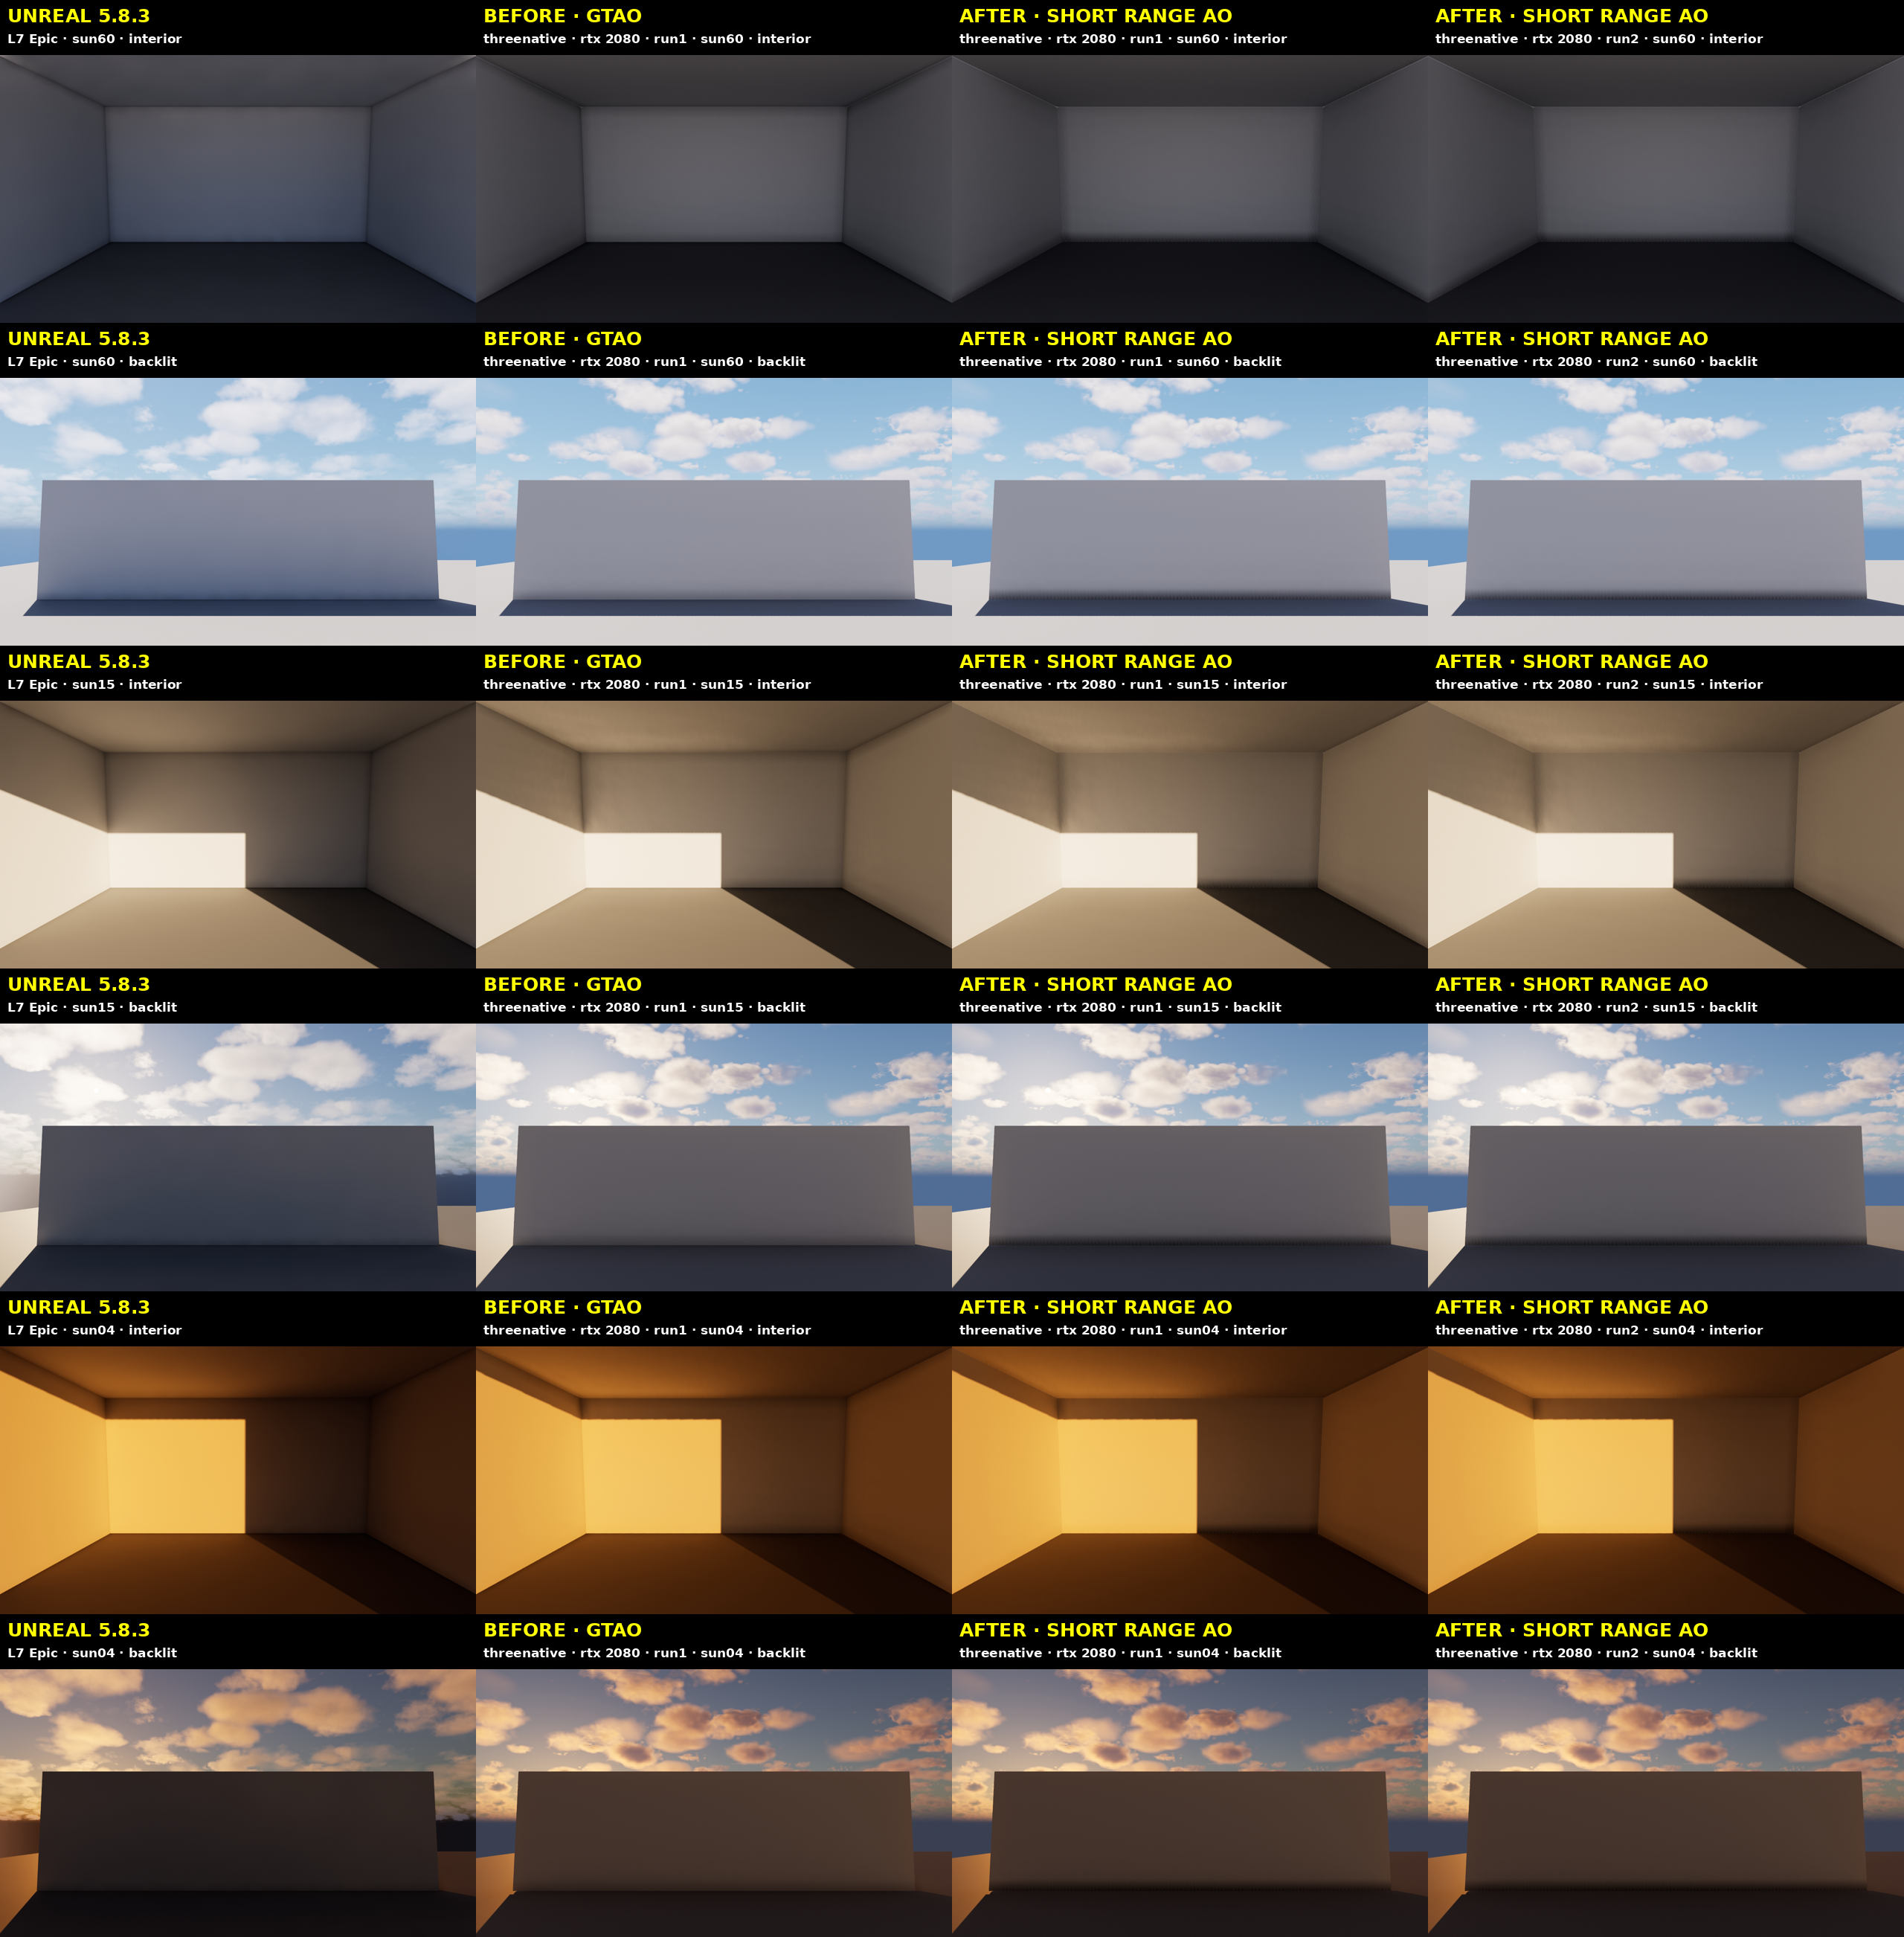 UNREAL 5.8.3
L7 Epic · sun60 · interior
BEFORE · GTAO
threenative · rtx 2080 · run1 · sun60 · interior
AFTER · SHORT RANGE AO
threenative · rtx 2080 · run1 · sun60 · interior
AFTER · SHORT RANGE AO
threenative · rtx 2080 · run2 · sun60 · interior
UNREAL 5.8.3
L7 Epic · sun60 · backlit
BEFORE · GTAO
threenative · rtx 2080 · run1 · sun60 · backlit
AFTER · SHORT RANGE AO
threenative · rtx 2080 · run1 · sun60 · backlit
AFTER · SHORT RANGE AO
threenative · rtx 2080 · run2 · sun60 · backlit
UNREAL 5.8.3
L7 Epic · sun15 · interior
BEFORE · GTAO
threenative · rtx 2080 · run1 · sun15 · interior
AFTER · SHORT RANGE AO
threenative · rtx 2080 · run1 · sun15 · interior
AFTER · SHORT RANGE AO
threenative · rtx 2080 · run2 · sun15 · interior
UNREAL 5.8.3
L7 Epic · sun15 · backlit
BEFORE · GTAO
threenative · rtx 2080 · run1 · sun15 · backlit
AFTER · SHORT RANGE AO
threenative · rtx 2080 · run1 · sun15 · backlit
AFTER · SHORT RANGE AO
threenative · rtx 2080 · run2 · sun15 · backlit
UNREAL 5.8.3
L7 Epic · sun04 · interior
BEFORE · GTAO
threenative · rtx 2080 · run1 · sun04 · interior
AFTER · SHORT RANGE AO
threenative · rtx 2080 · run1 · sun04 · interior
AFTER · SHORT RANGE AO
threenative · rtx 2080 · run2 · sun04 · interior
UNREAL 5.8.3
L7 Epic · sun04 · backlit
BEFORE · GTAO
threenative · rtx 2080 · run1 · sun04 · backlit
AFTER · SHORT RANGE AO
threenative · rtx 2080 · run1 · sun04 · backlit
AFTER · SHORT RANGE AO
threenative · rtx 2080 · run2 · sun04 · backlit